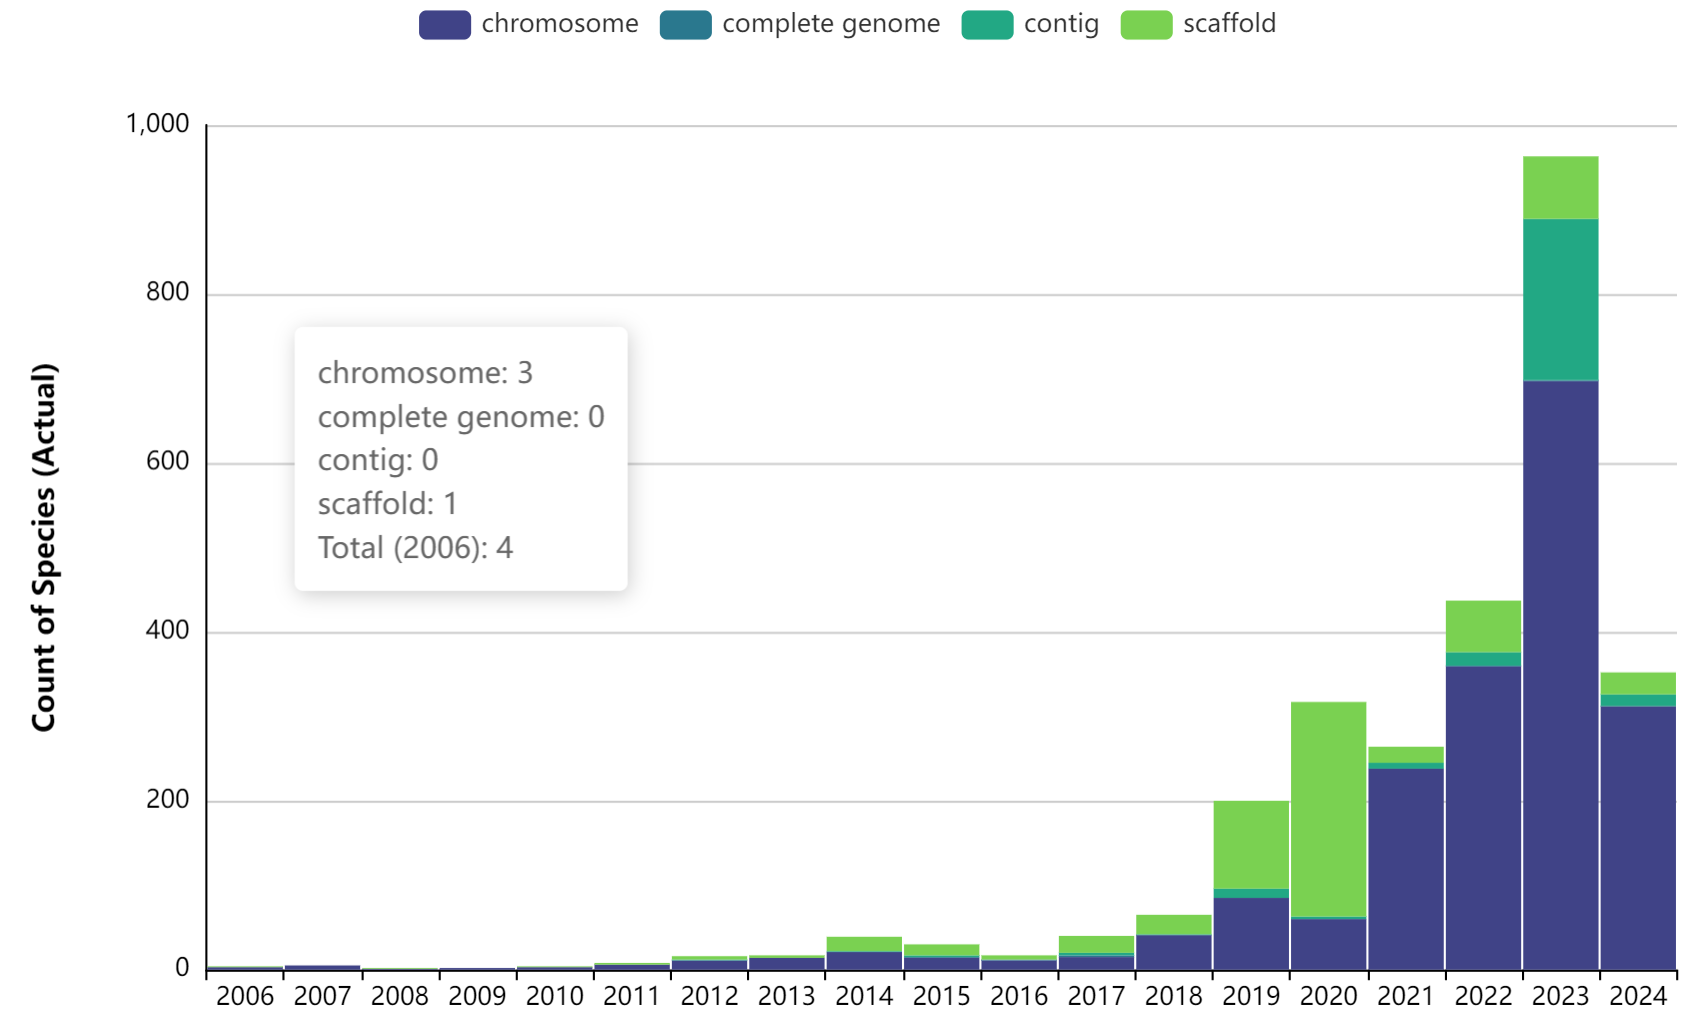 chromosome complete genome contig scaffold
1,000
800
600
400
200
0
Count of Species (Actual)
chromosome: 3
complete genome: 0
contig: 0
scaffold: 1
Total (2006): 4
2006 2007 2008 2009 2010 2011 2012 2013 2014 2015 2016 2017 2018 2019 2020 2021 2022 2023 2024